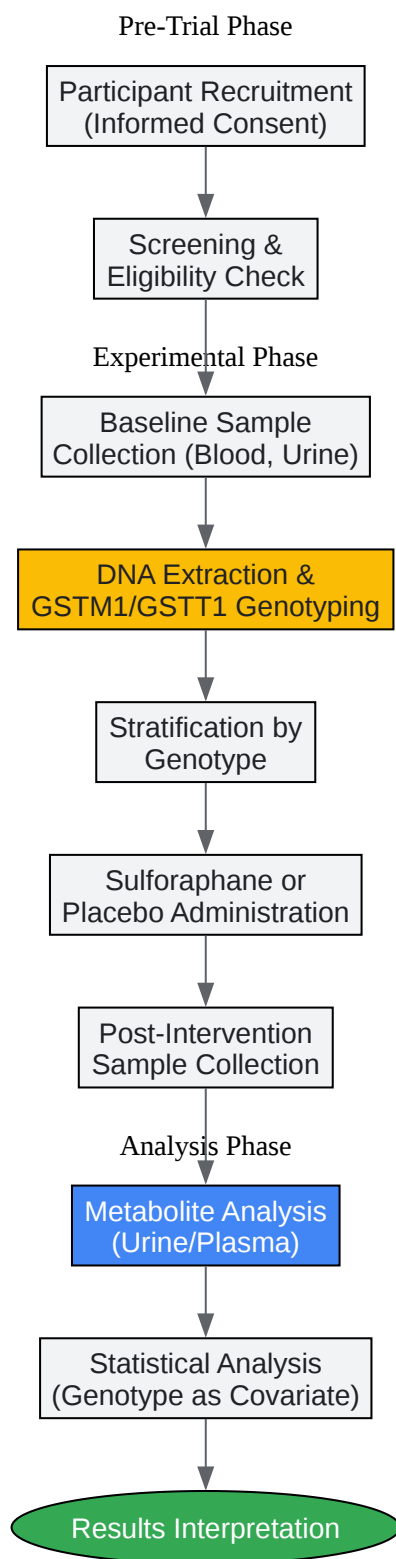 Pre-Trial Phase
Participant Recruitment
(Informed Consent)
Screening &
Eligibility Check
Experimental Phase
Baseline Sample
Collection (Blood, Urine)
DNA Extraction &
GSTM1/GSTT1 Genotyping
Stratification by
Genotype
Sulforaphane or
Placebo Administration
Post-Intervention
Sample Collection
Analysis Phase
Metabolite Analysis
(Urine/Plasma)
Statistical Analysis
(Genotype as Covariate)
Results Interpretation